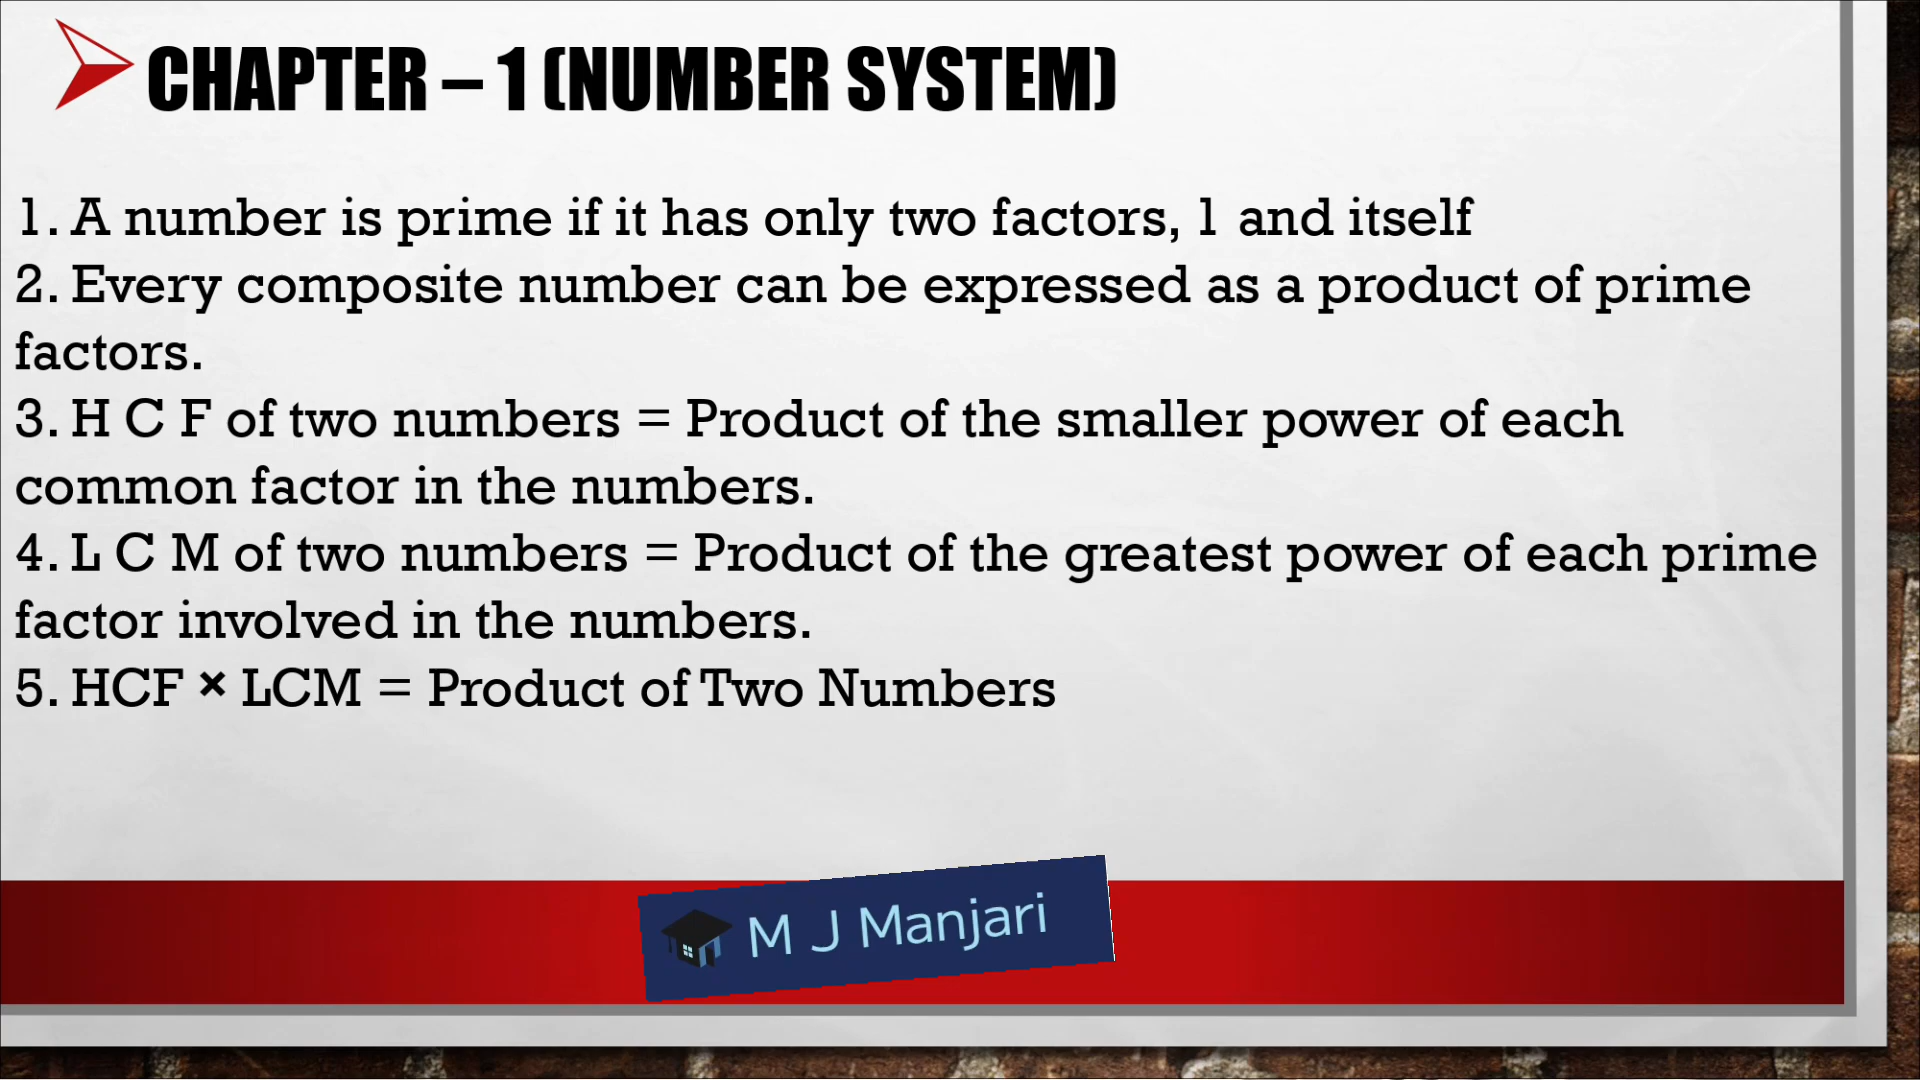 CHAPTER – 1 (NUMBER SYSTEM)
1. A number is prime if it has only two factors, 1 and itself
2. Every composite number can be expressed as a product of prime
factors.
3. H C F of two numbers = Product of the smaller power of each
common factor in the numbers.
4. L C M of two numbers = Product of the greatest power of each prime
factor involved in the numbers.
5. HCF × LCM = Product of Two Numbers
M J Manjari